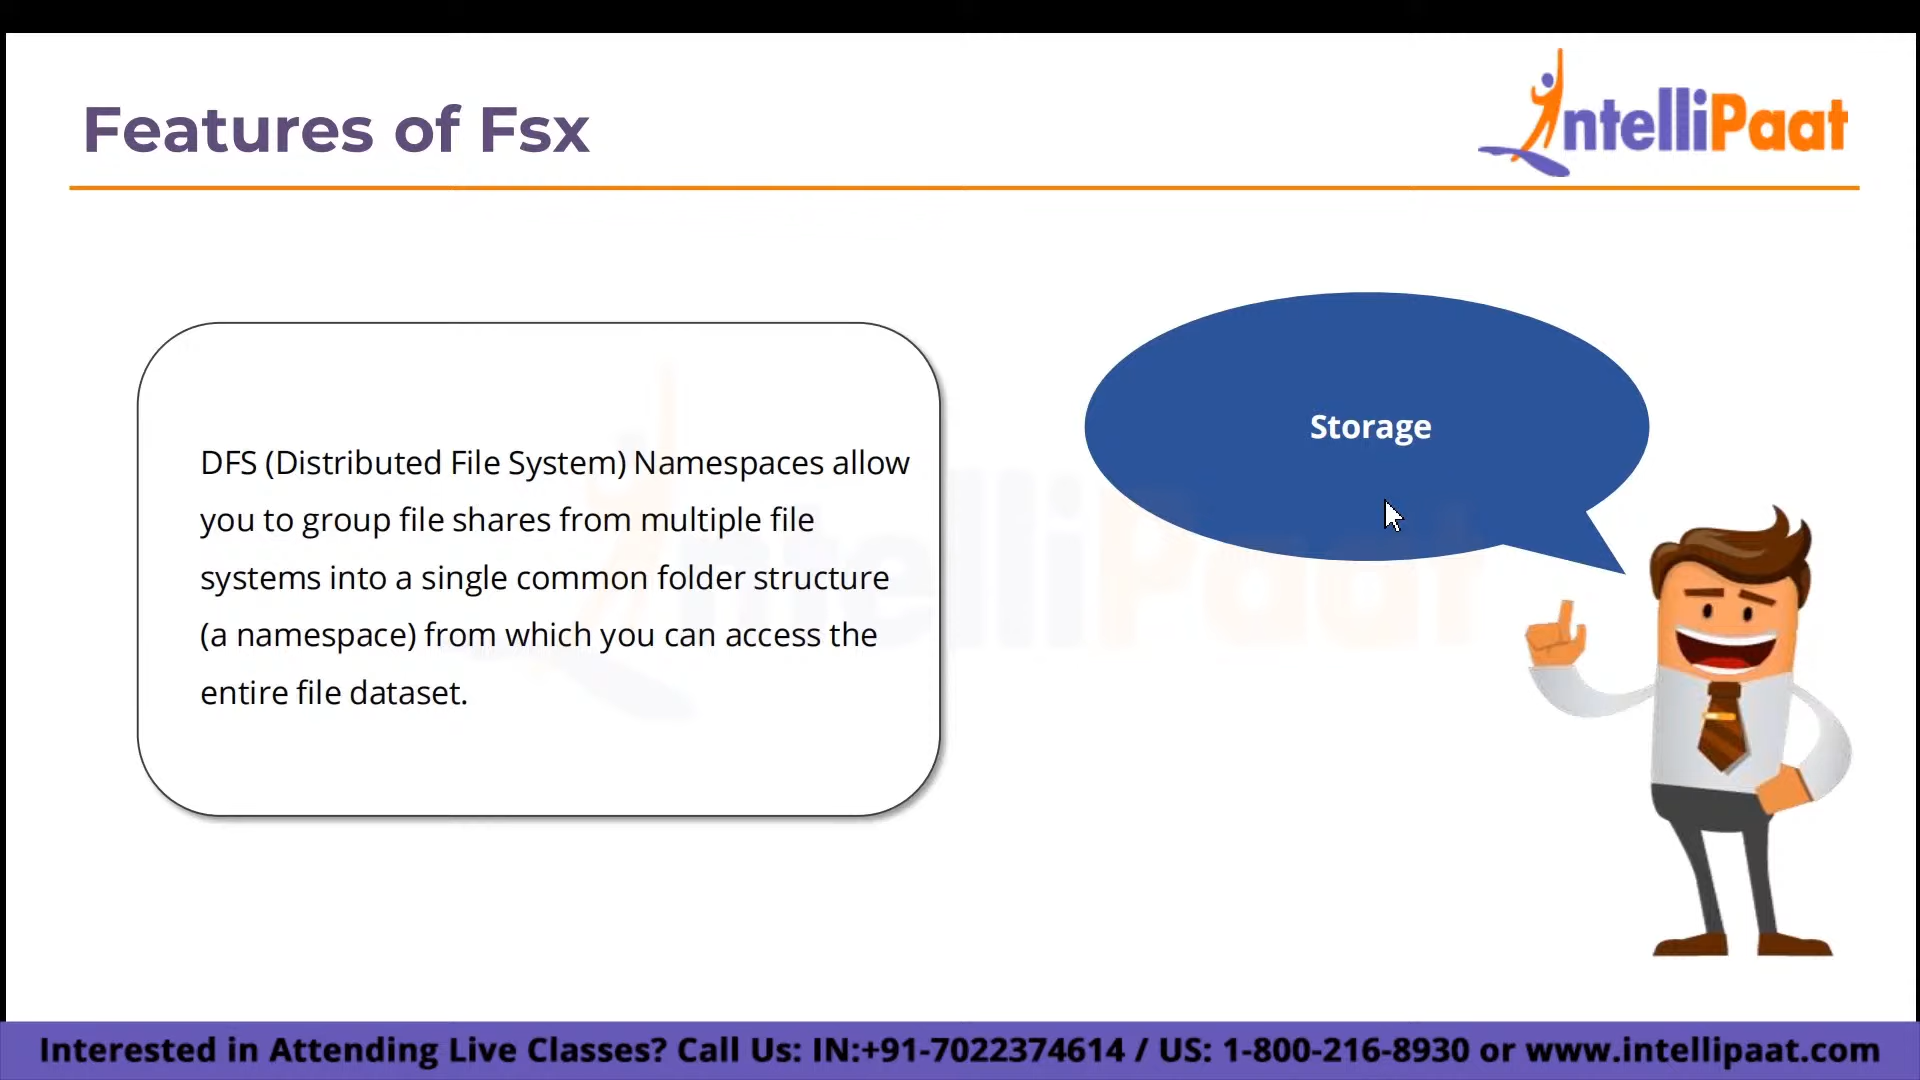 Features of Fsx
IntelliPaat
Storage
DFS (Distributed File System) Namespaces allow
you to group file shares from multiple file
systems into a single common folder structure
(a namespace) from which you can access the
entire file dataset.
IntelliPaat
Interested in Attending Live Classes? Call Us: IN:+91-7022374614 / US: 1-800-216-8930 or www.intellipaat.com